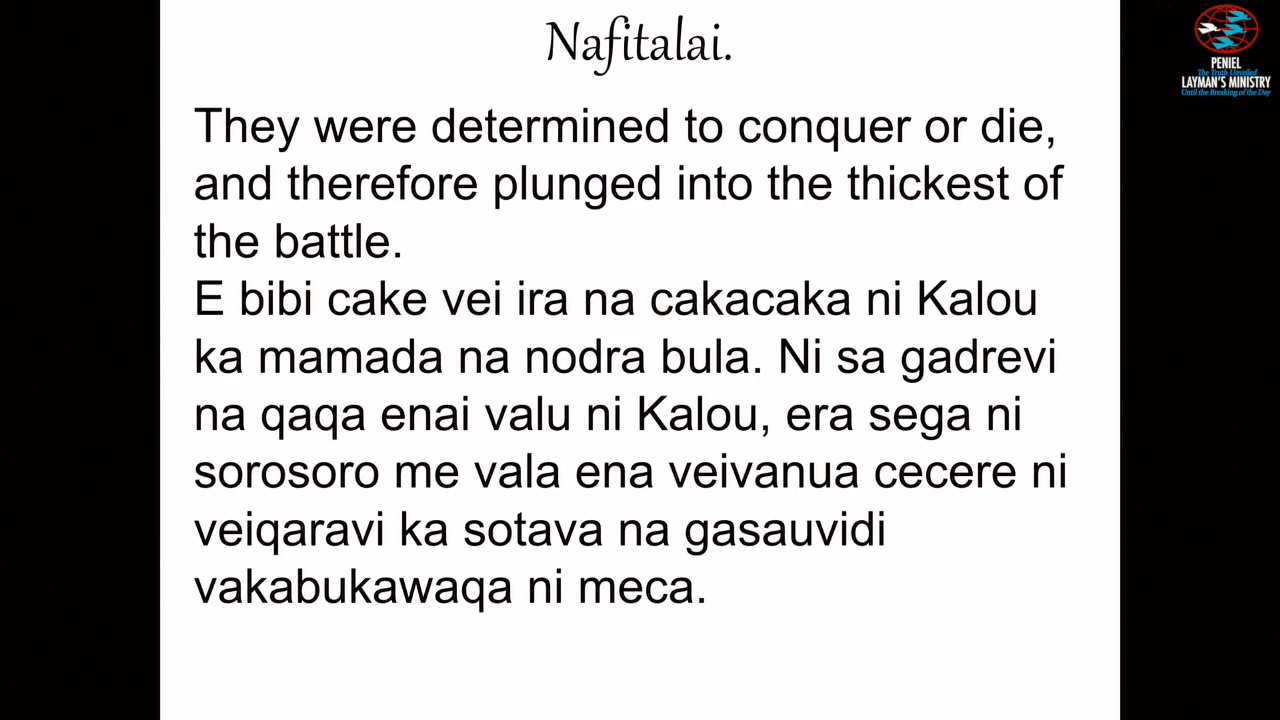 Nafitalai.
PENIEL
The Truth Unveiled
LAYMAN'S MINISTRY
Until the Breaking of the Day
They were determined to conquer or die,
and therefore plunged into the thickest of
the battle.
E bibi cake vei ira na cakacaka ni Kalou
ka mamada na nodra bula. Ni sa gadrevi
na qaqa enai valu ni Kalou, era sega ni
sorosoro me vala ena veivanua cecere ni
veiqaravi ka sotava na gasauvidi
vakabukawaqa ni meca.